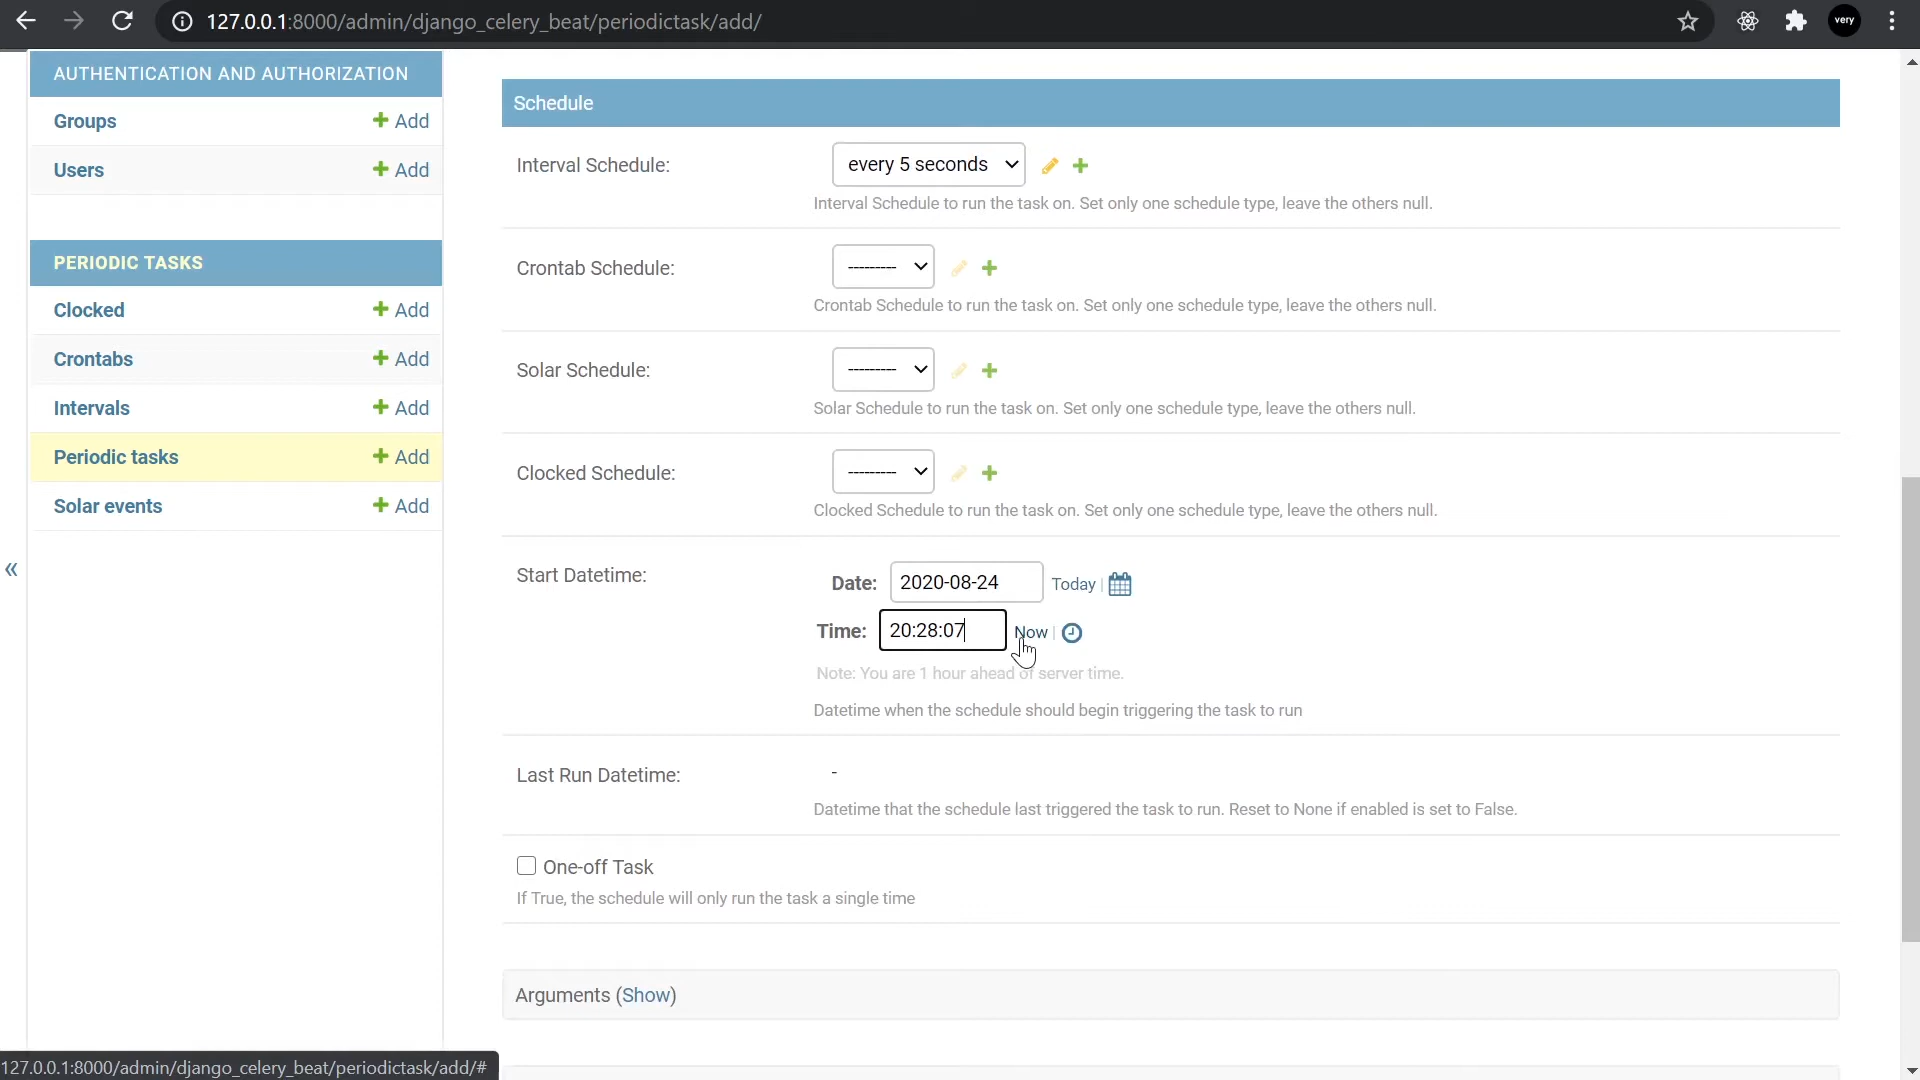 127.0.0.1:8000/admin/django_celery_beat/periodictask/add/
very
AUTHENTICATION AND AUTHORIZATION
Groups
Add
Users
Add
PERIODIC TASKS
Clocked
Add
Crontabs
Add
Intervals
Add
Periodic tasks
Add
Solar events
Add
«
Schedule
Interval Schedule:
every 5 seconds
Interval Schedule to run the task on. Set only one schedule type, leave the others null.
Crontab Schedule:
---------
Crontab Schedule to run the task on. Set only one schedule type, leave the others null.
Solar Schedule:
---------
Solar Schedule to run the task on. Set only one schedule type, leave the others null.
Clocked Schedule:
---------
Clocked Schedule to run the task on. Set only one schedule type, leave the others null.
Start Datetime:
Date: 2020-08-24 Today |
Time: 20:28:07 Now |
Note: You are 1 hour ahead of server time.
Datetime when the schedule should begin triggering the task to run
Last Run Datetime:
-
Datetime that the schedule last triggered the task to run. Reset to None if enabled is set to False.
One-off Task
If True, the schedule will only run the task a single time
Arguments (Show)
127.0.0.1:8000/admin/django_celery_beat/periodictask/add/#